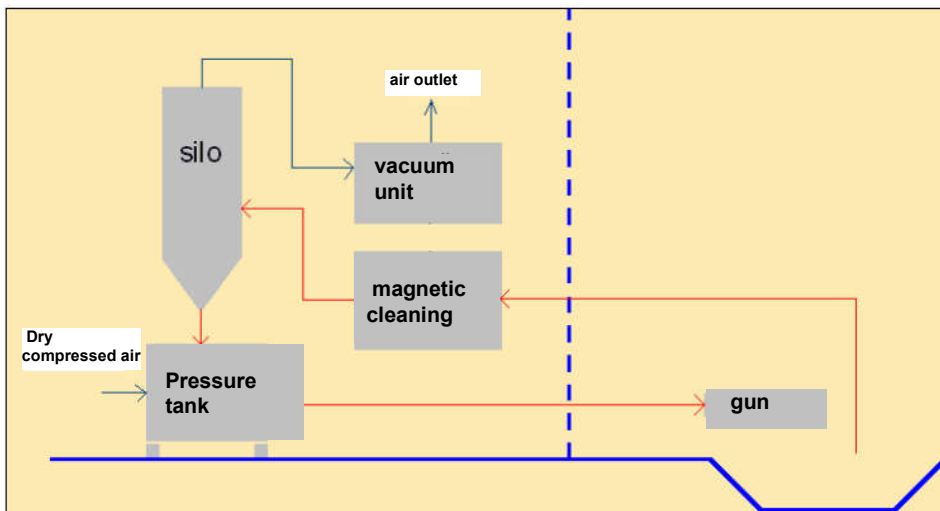 air outlet
silo
vacuum
unit
magnetic
cleaning
Dry
compressed air
Pressure
tank
gun